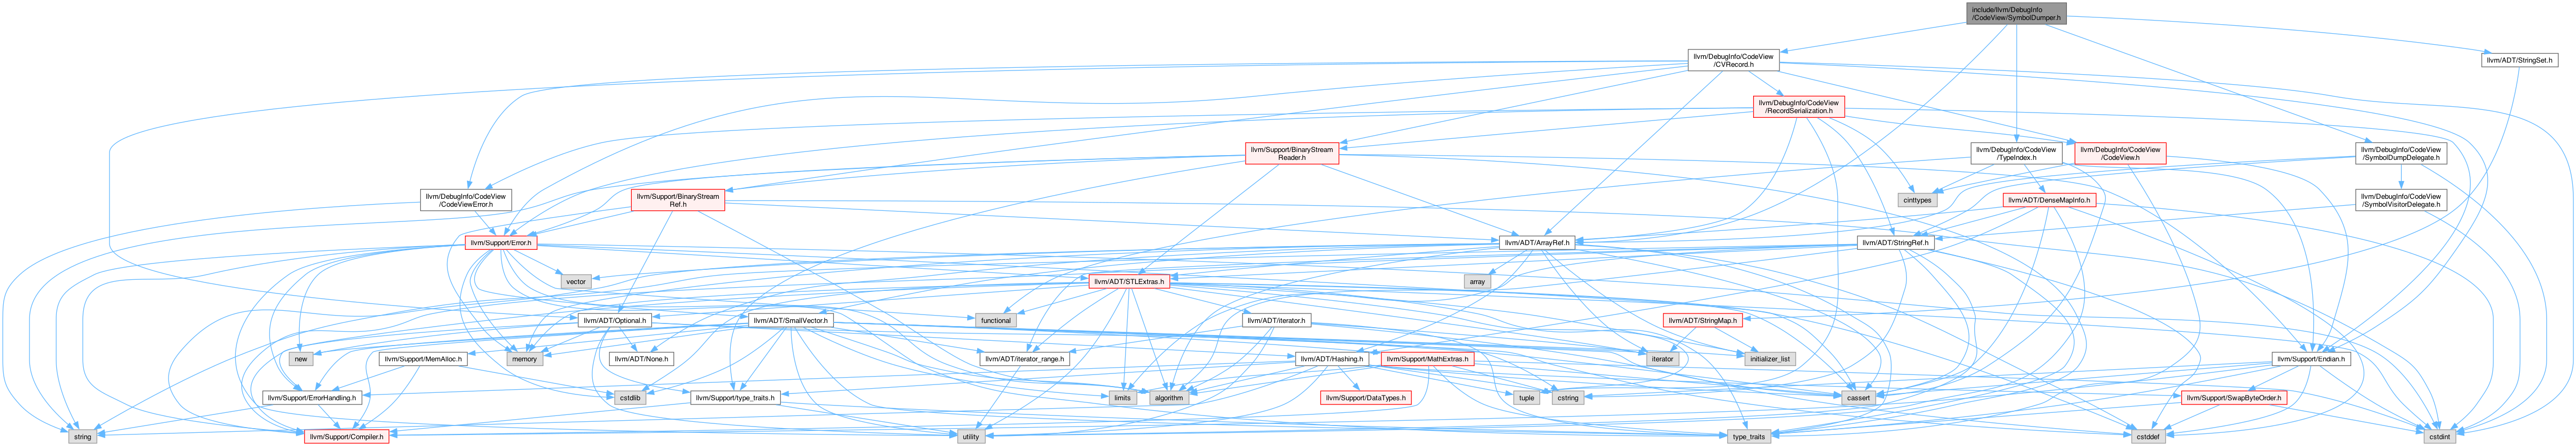 include/llvm/DebugInfo
/CodeView/SymbolDumper.h
llvm/DebugInfo/CodeView
/CVRecord.h
llvm/ADT/StringSet.h
llvm/DebugInfo/CodeView
/RecordSerialization.h
llvm/Support/BinaryStream
Reader.h
llvm/DebugInfo/CodeView
/TypeIndex.h
llvm/DebugInfo/CodeView
/CodeView.h
llvm/DebugInfo/CodeView
/SymbolDumpDelegate.h
llvm/DebugInfo/CodeView
/CodeViewError.h
llvm/Support/BinaryStream
Ref.h
cinttypes
llvm/ADT/DenseMapInfo.h
llvm/DebugInfo/CodeView
/SymbolVisitorDelegate.h
llvm/Support/Error.h
llvm/ADT/ArrayRef.h
llvm/ADT/StringRef.h
vector
llvm/ADT/STLExtras.h
array
llvm/ADT/Optional.h
llvm/ADT/SmallVector.h
functional
llvm/ADT/iterator.h
llvm/ADT/StringMap.h
new
memory
llvm/Support/MemAlloc.h
llvm/ADT/None.h
llvm/ADT/iterator_range.h
llvm/ADT/Hashing.h
llvm/Support/MathExtras.h
iterator
initializer_list
llvm/Support/Endian.h
llvm/Support/ErrorHandling.h
cstdlib
llvm/Support/type_traits.h
limits
algorithm
llvm/Support/DataTypes.h
tuple
cstring
cassert
llvm/Support/SwapByteOrder.h
string
llvm/Support/Compiler.h
utility
type_traits
cstddef
cstdint